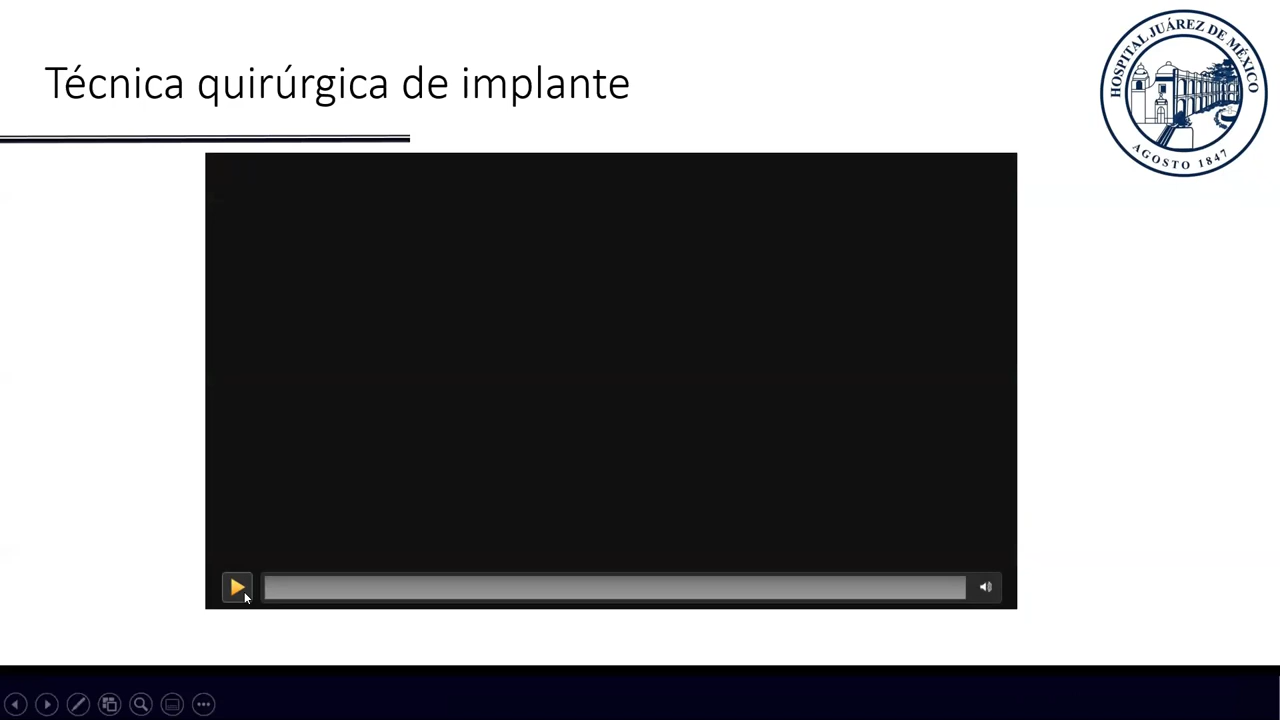 Técnica quirúrgica de implante
HOSPITAL JUÁREZ DE MÉXICO
AGOSTO 1847